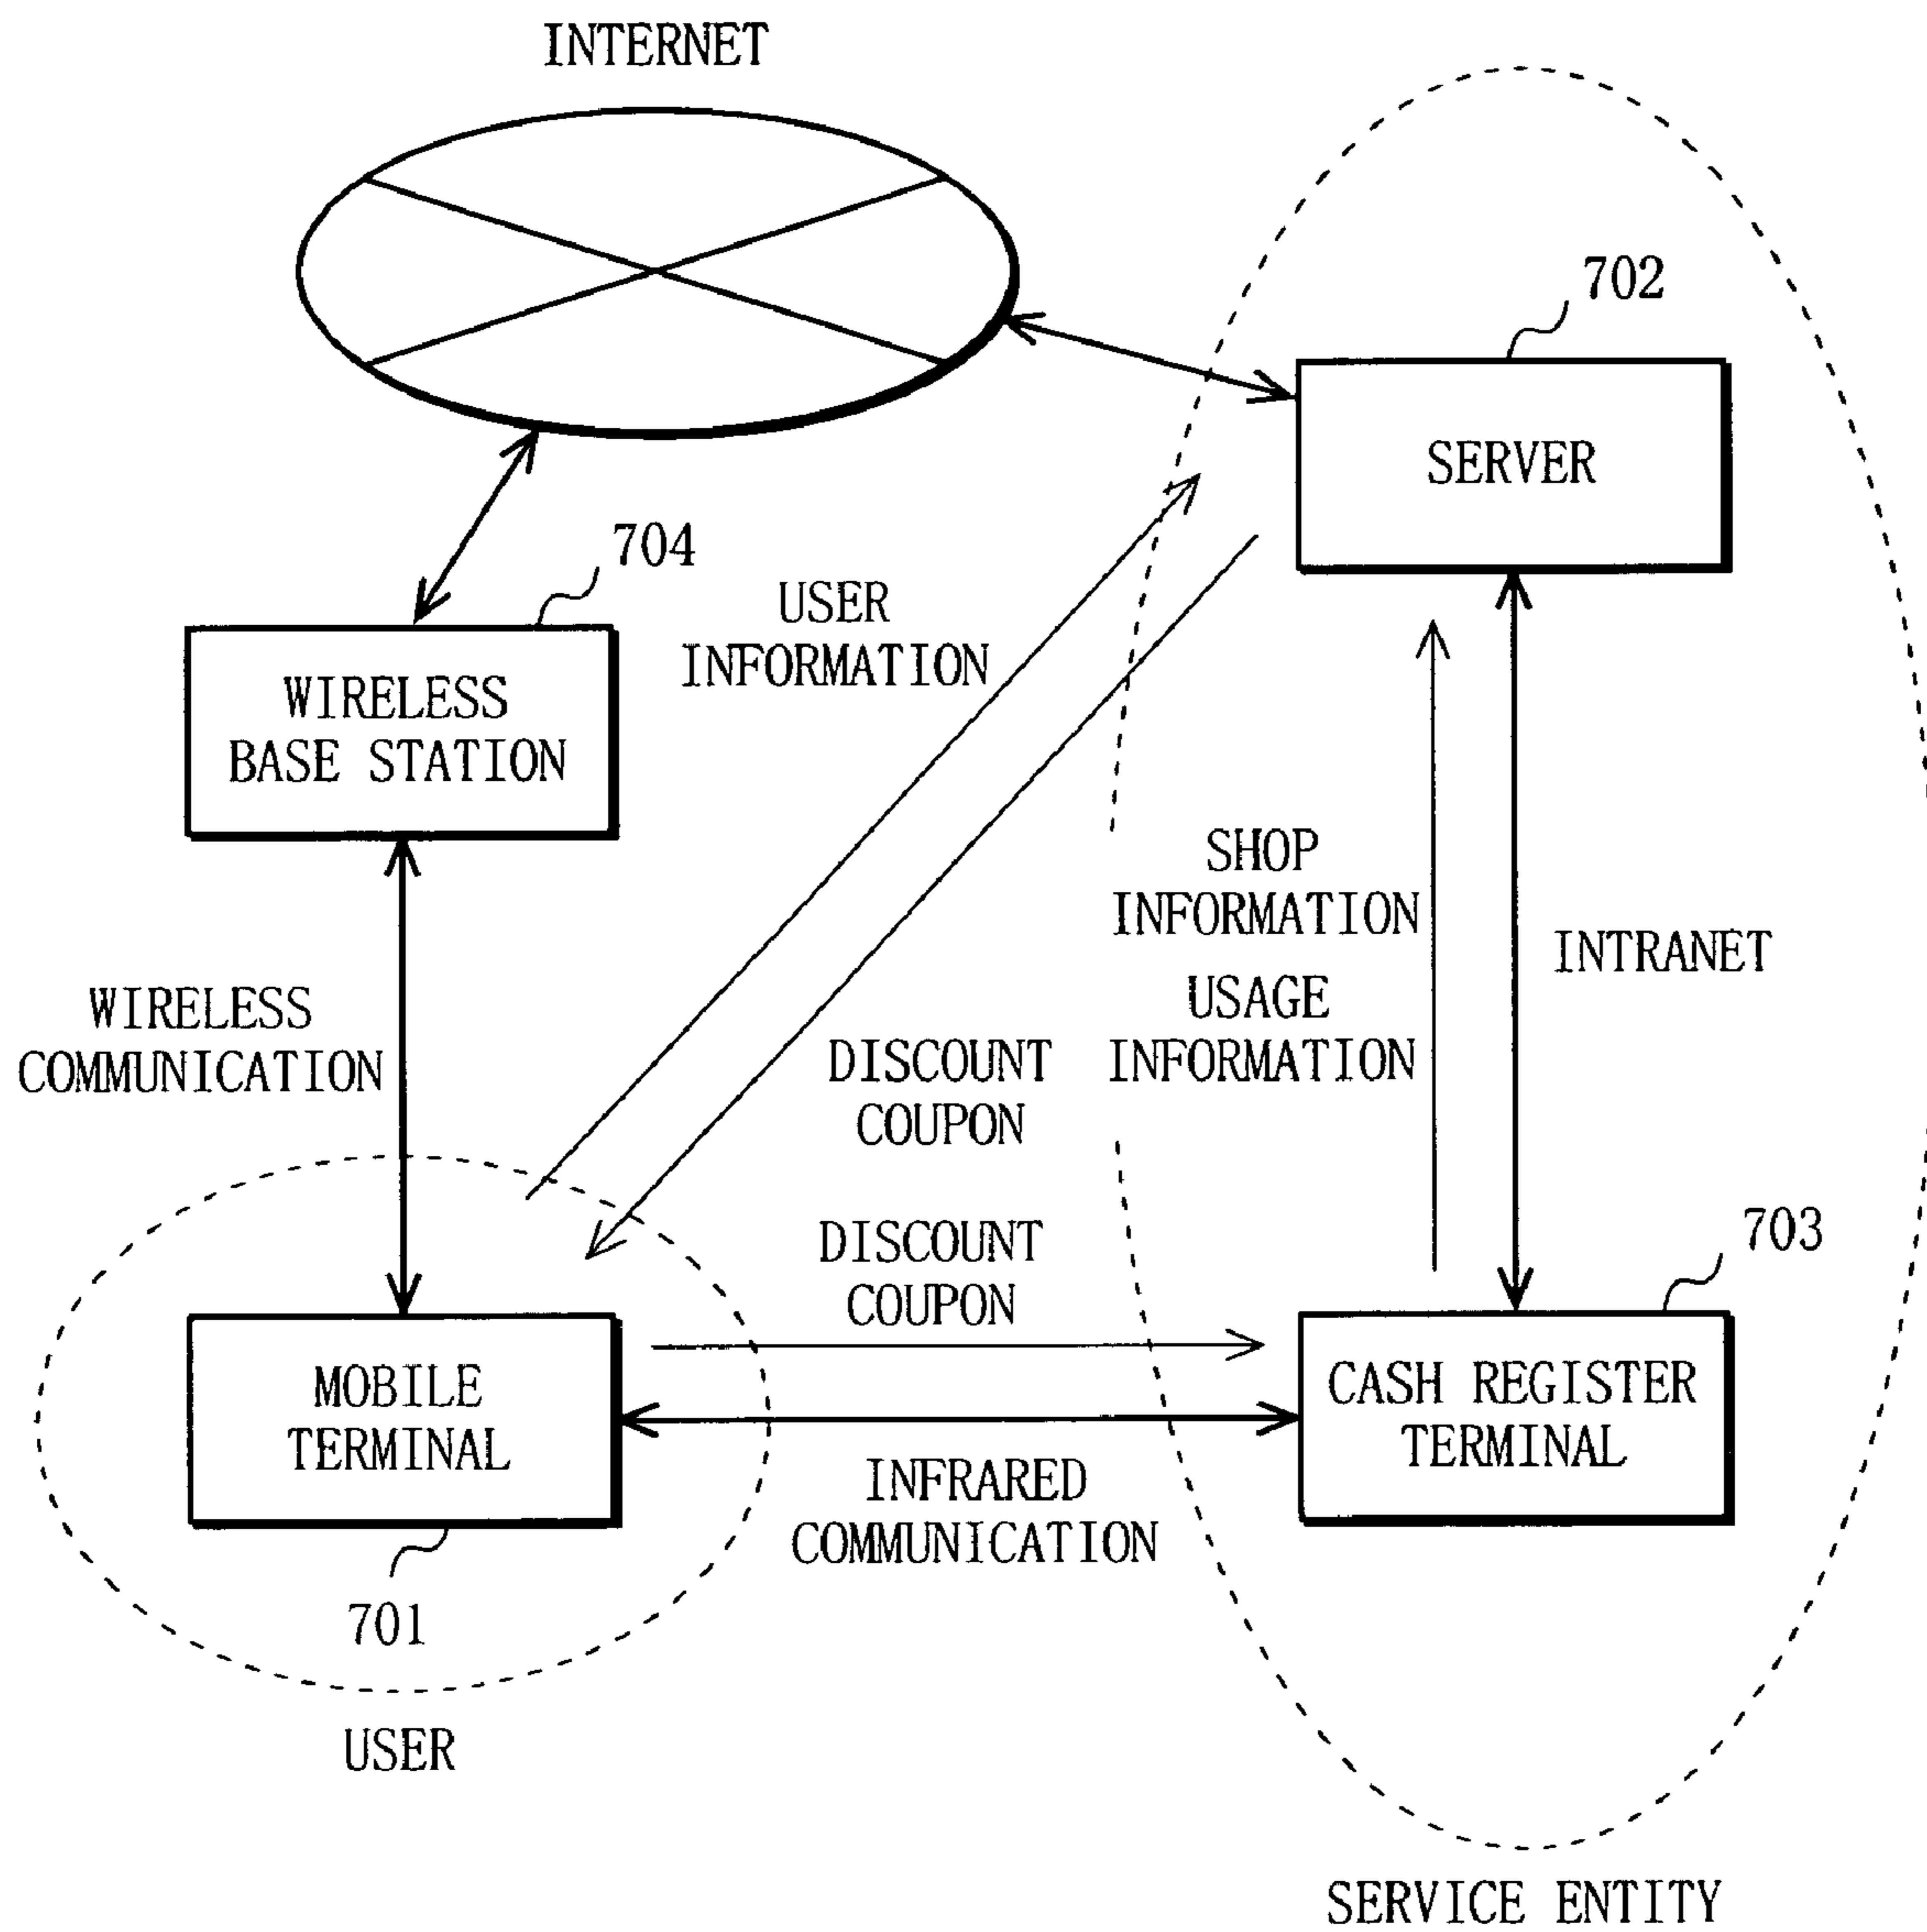 INTERNET
702
SERVER
704
USER
INFORMATION
WIRELESS
BASE STATION
SHOP
INFORMATION
INTRANET
USAGE
INFORMATION
WIRELESS
COMMUNICATION
DISCOUNT
COUPON
703
DISCOUNT
COUPON
MOBILE
TERMINAL
CASH REGISTER
TERMINAL
INFRARED
COMMUNICATION
701
USER
SERVICE ENTITY